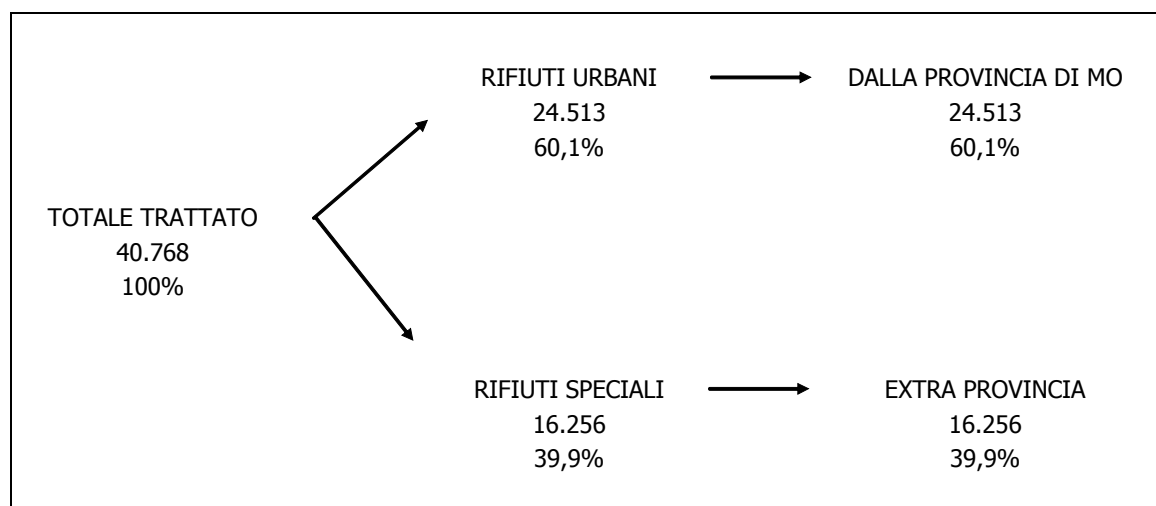 RIFIUTI URBANI
24.513
60,1%
DALLA PROVINCIA DI MO
24.513
60,1%
TOTALE TRATTATO
40.768
100%
RIFIUTI SPECIALI
16.256
39,9%
EXTRA PROVINCIA
16.256
39,9%